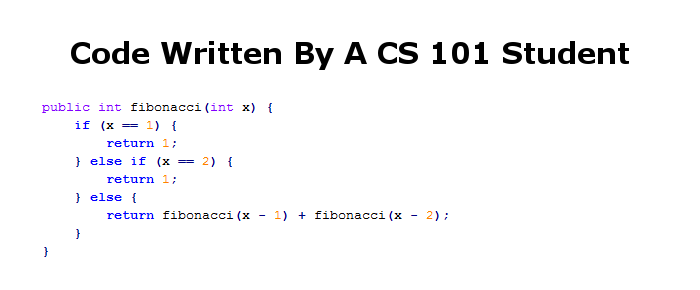 Code Written By A CS 101 Student
public int fibonacci(int x) {
    if (x == 1) {
        return 1;
    } else if (x == 2) {
        return 1;
    } else {
        return fibonacci(x - 1) + fibonacci(x - 2);
    }
}